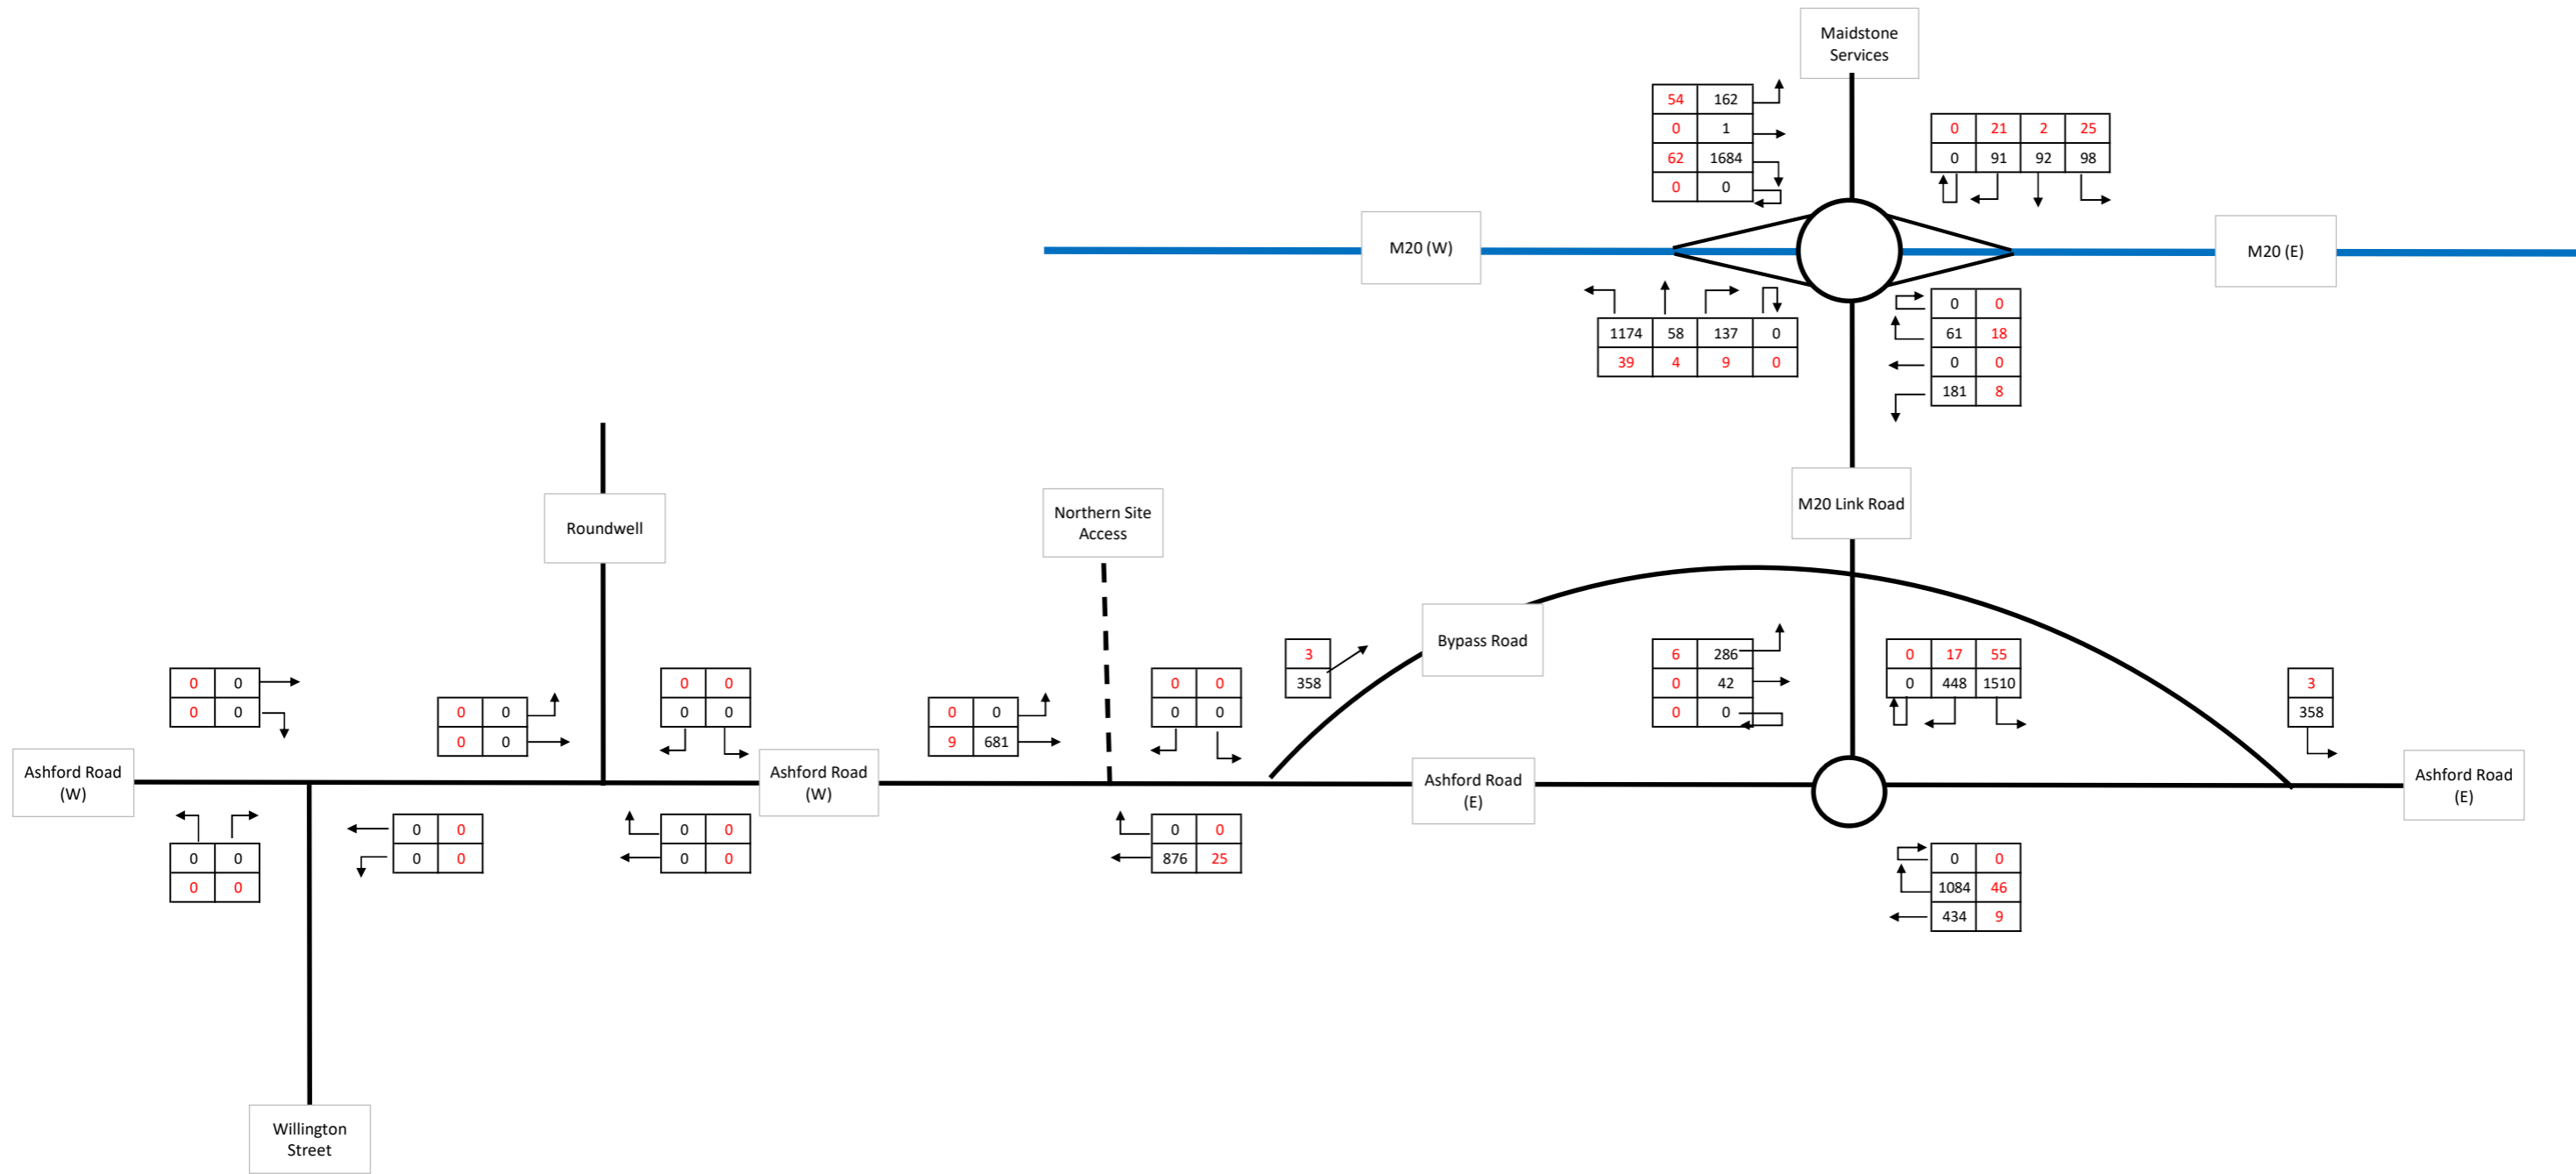 Maidstone
Services
54 162
0 1
62 1684
0 0
0 21 2 25
0 91 92 98
M20 (W)
M20 (E)
1174 58 137 0
39 4 9 0
0 0
61 18
0 0
181 8
Roundwell
Northern Site
Access
M20 Link Road
Bypass Road
0 0
0 0
0 0
0 0
0 0
0 0
0 0
9 681
0 0
0 0
3
358
6 286
0 42
0 0
0 17 55
0 448 1510
3
358
Ashford Road
(W)
Ashford Road
(W)
Ashford Road
(E)
Ashford Road
(E)
0 0
0 0
0 0
0 0
0 0
0 0
0 0
876 25
0 0
1084 46
434 9
Willington
Street